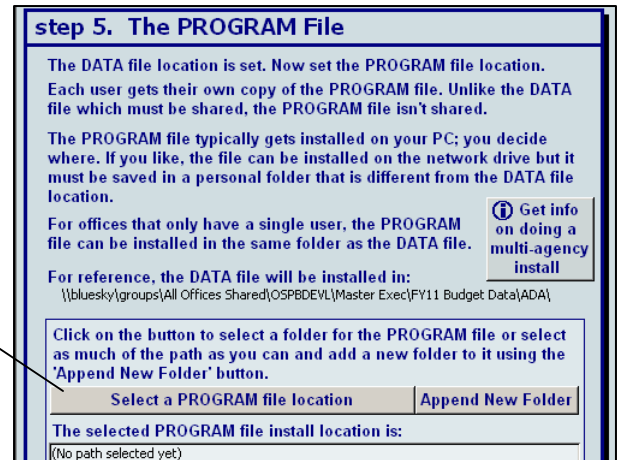 step 5.  The PROGRAM File
The DATA file location is set. Now set the PROGRAM file location.
Each user gets their own copy of the PROGRAM file. Unlike the DATA
file which must be shared, the PROGRAM file isn't shared.
The PROGRAM file typically gets installed on your PC; you decide
where. If you like, the file can be installed on the network drive but it
must be saved in a personal folder that is different from the DATA file
location.
For offices that only have a single user, the PROGRAM
file can be installed in the same folder as the DATA file.
Get info
on doing a
multi-agency
install
For reference, the DATA file will be installed in:
\\bluesky\groups\All Offices Shared\OSPBDEVL\Master Exec\FY11 Budget Data\ADA\
Click on the button to select a folder for the PROGRAM file or select
as much of the path as you can and add a new folder to it using the
'Append New Folder' button.
Select a PROGRAM file location
Append New Folder
The selected PROGRAM file install location is:
(No path selected yet)